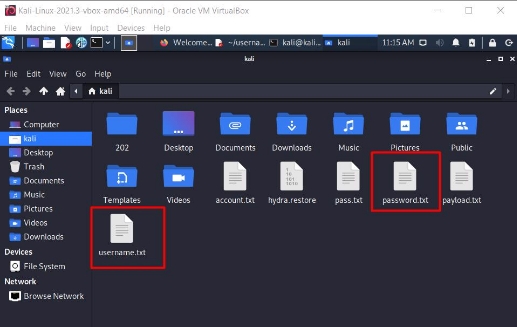 Kali-Linux-2021.3-vbox-amd64 [Running] - Oracle VM VirtualBox
File Machine View Input Devices Help
Welcome... ~/userna... kali@kali... kali 11:15 AM
kali
File Edit View Go Help
kali
Places
Computer
kali
Desktop
Trash
Documents
Music
Pictures
Videos
Downloads
Devices
File System
Network
Browse Network
202 Desktop Documents Downloads Music Pictures Public
Templates Videos account.txt hydra.restore pass.txt password.txt payload.txt
username.txt